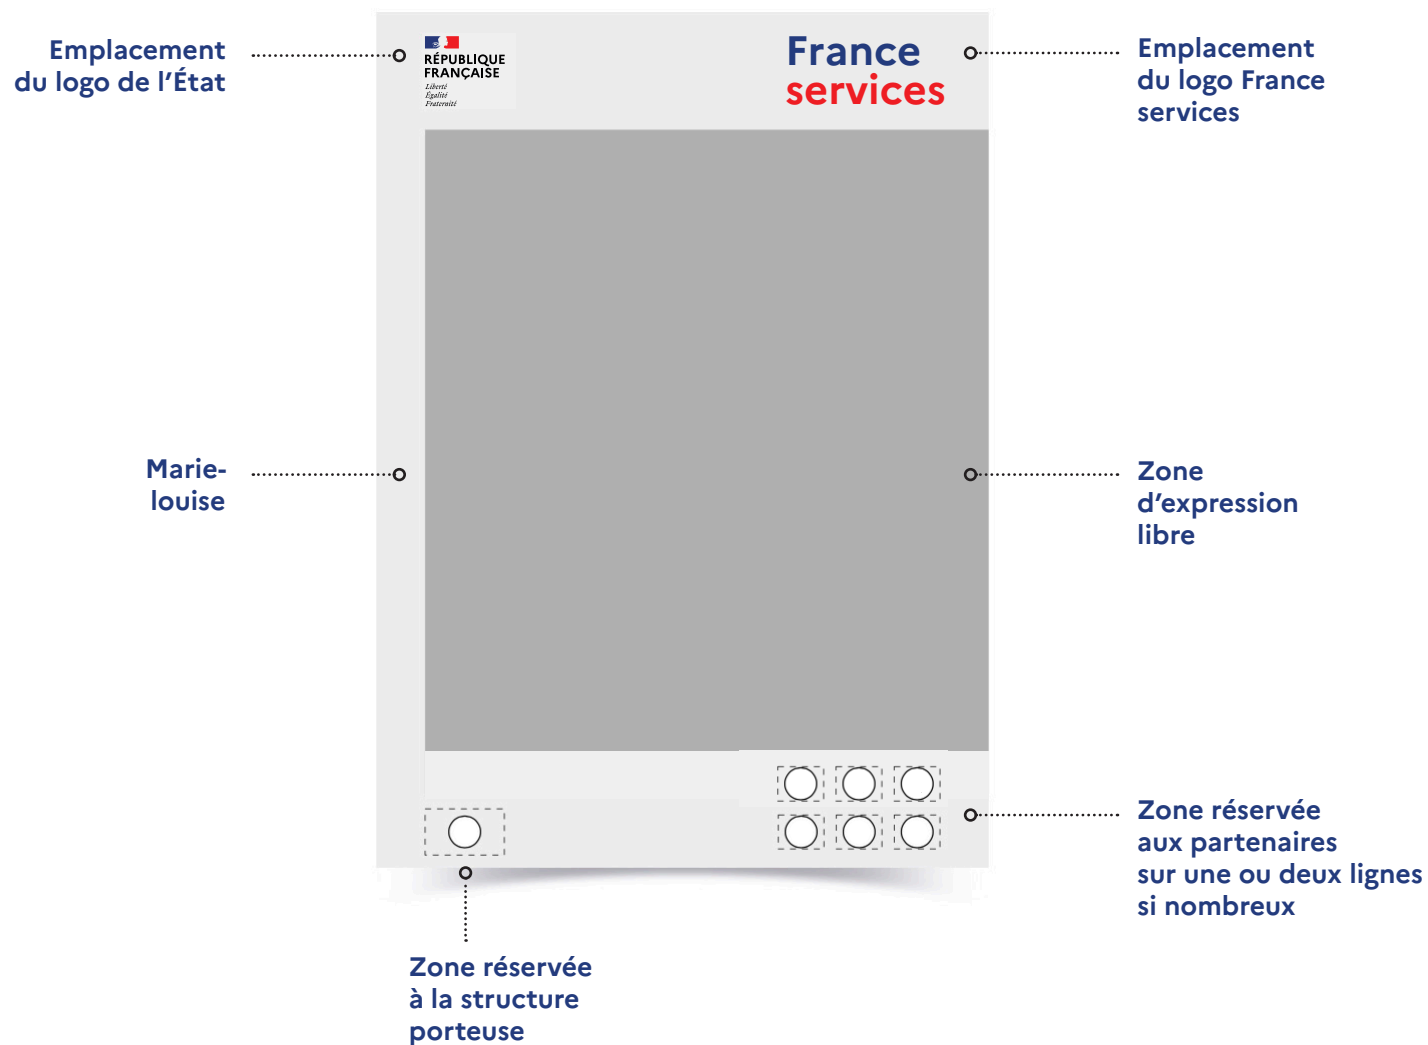 Emplacement
du logo de l’État
RÉPUBLIQUE
FRANÇAISE
Liberté
Égalité
Fraternité
France
services
Emplacement
du logo France
services
Marie-
louise
Zone
d’expression
libre
Zone réservée
aux partenaires
sur une ou deux lignes
si nombreux
Zone réservée
à la structure
porteuse